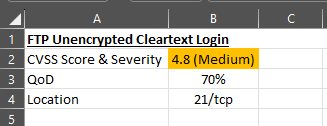 A B C
1 FTP Unencrypted Cleartext Login
2 CVSS Score & Severity 4.8 (Medium)
3 QoD 70%
4 Location 21/tcp
5